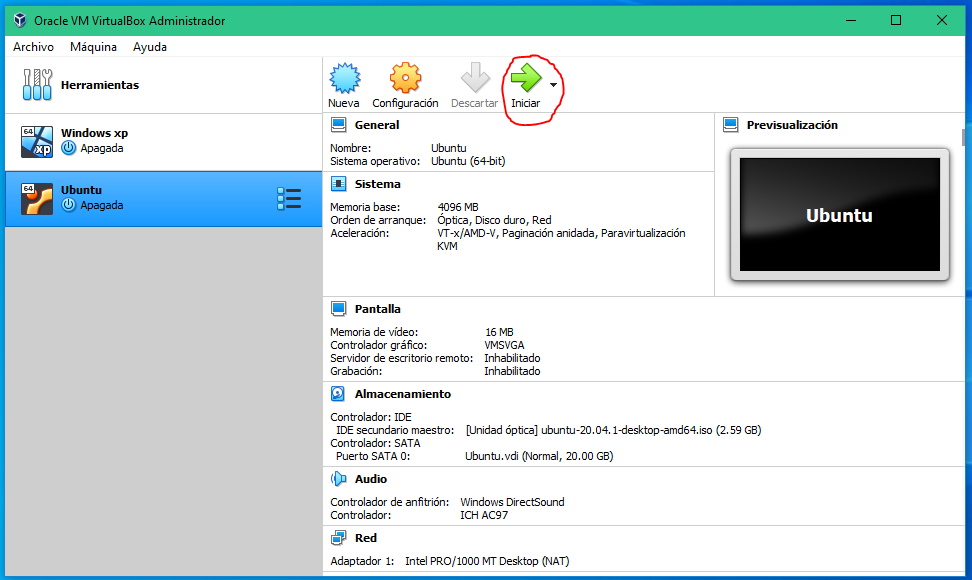 Oracle VM VirtualBox Administrador
Archivo Máquina Ayuda
Herramientas
64
xp
Windows xp
Apagada
64
Ubuntu
Apagada
Nueva Configuración Descartar Iniciar
General
Nombre: Ubuntu
Sistema operativo: Ubuntu (64-bit)
Sistema
Memoria base: 4096 MB
Orden de arranque: Óptica, Disco duro, Red
Aceleración: VT-x/AMD-V, Paginación anidada, Paravirtualización
KVM
Previsualización
Ubuntu
Pantalla
Memoria de vídeo: 16 MB
Controlador gráfico: VMSVGA
Servidor de escritorio remoto: Inhabilitado
Grabación: Inhabilitado
Almacenamiento
Controlador: IDE
IDE secundario maestro: [Unidad óptica] ubuntu-20.04.1-desktop-amd64.iso (2.59 GB)
Controlador: SATA
Puerto SATA 0: Ubuntu.vdi (Normal, 20.00 GB)
Audio
Controlador de anfitrión: Windows DirectSound
Controlador: ICH AC97
Red
Adaptador 1: Intel PRO/1000 MT Desktop (NAT)